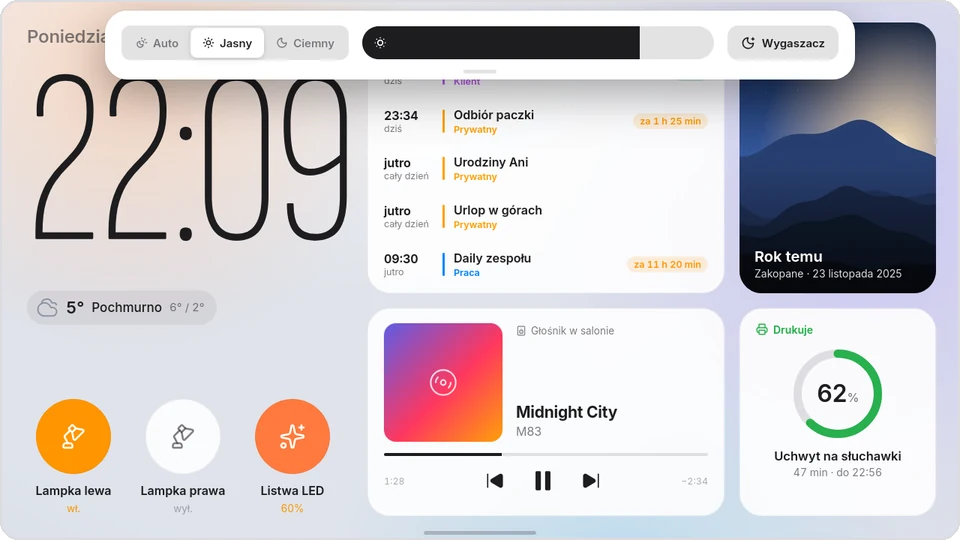 Auto
Jasny
Ciemny
Wygaszacz
22:09
5° Pochmurno 6° / 2°
Lampka lewa
wł.
Lampka prawa
wył.
Listwa LED
60%
dziś
Klient
23:34
dziś
Odbiór paczki
Prywatny
za 1 h 25 min
jutro
cały dzień
Urodziny Ani
Prywatny
jutro
cały dzień
Urlop w górach
Prywatny
09:30
jutro
Daily zespołu
Praca
za 11 h 20 min
Głośnik w salonie
Midnight City
M83
1:28
−2:34
Rok temu
Zakopane · 23 listopada 2025
Drukuje
62%
Uchwyt na słuchawki
47 min · do 22:56